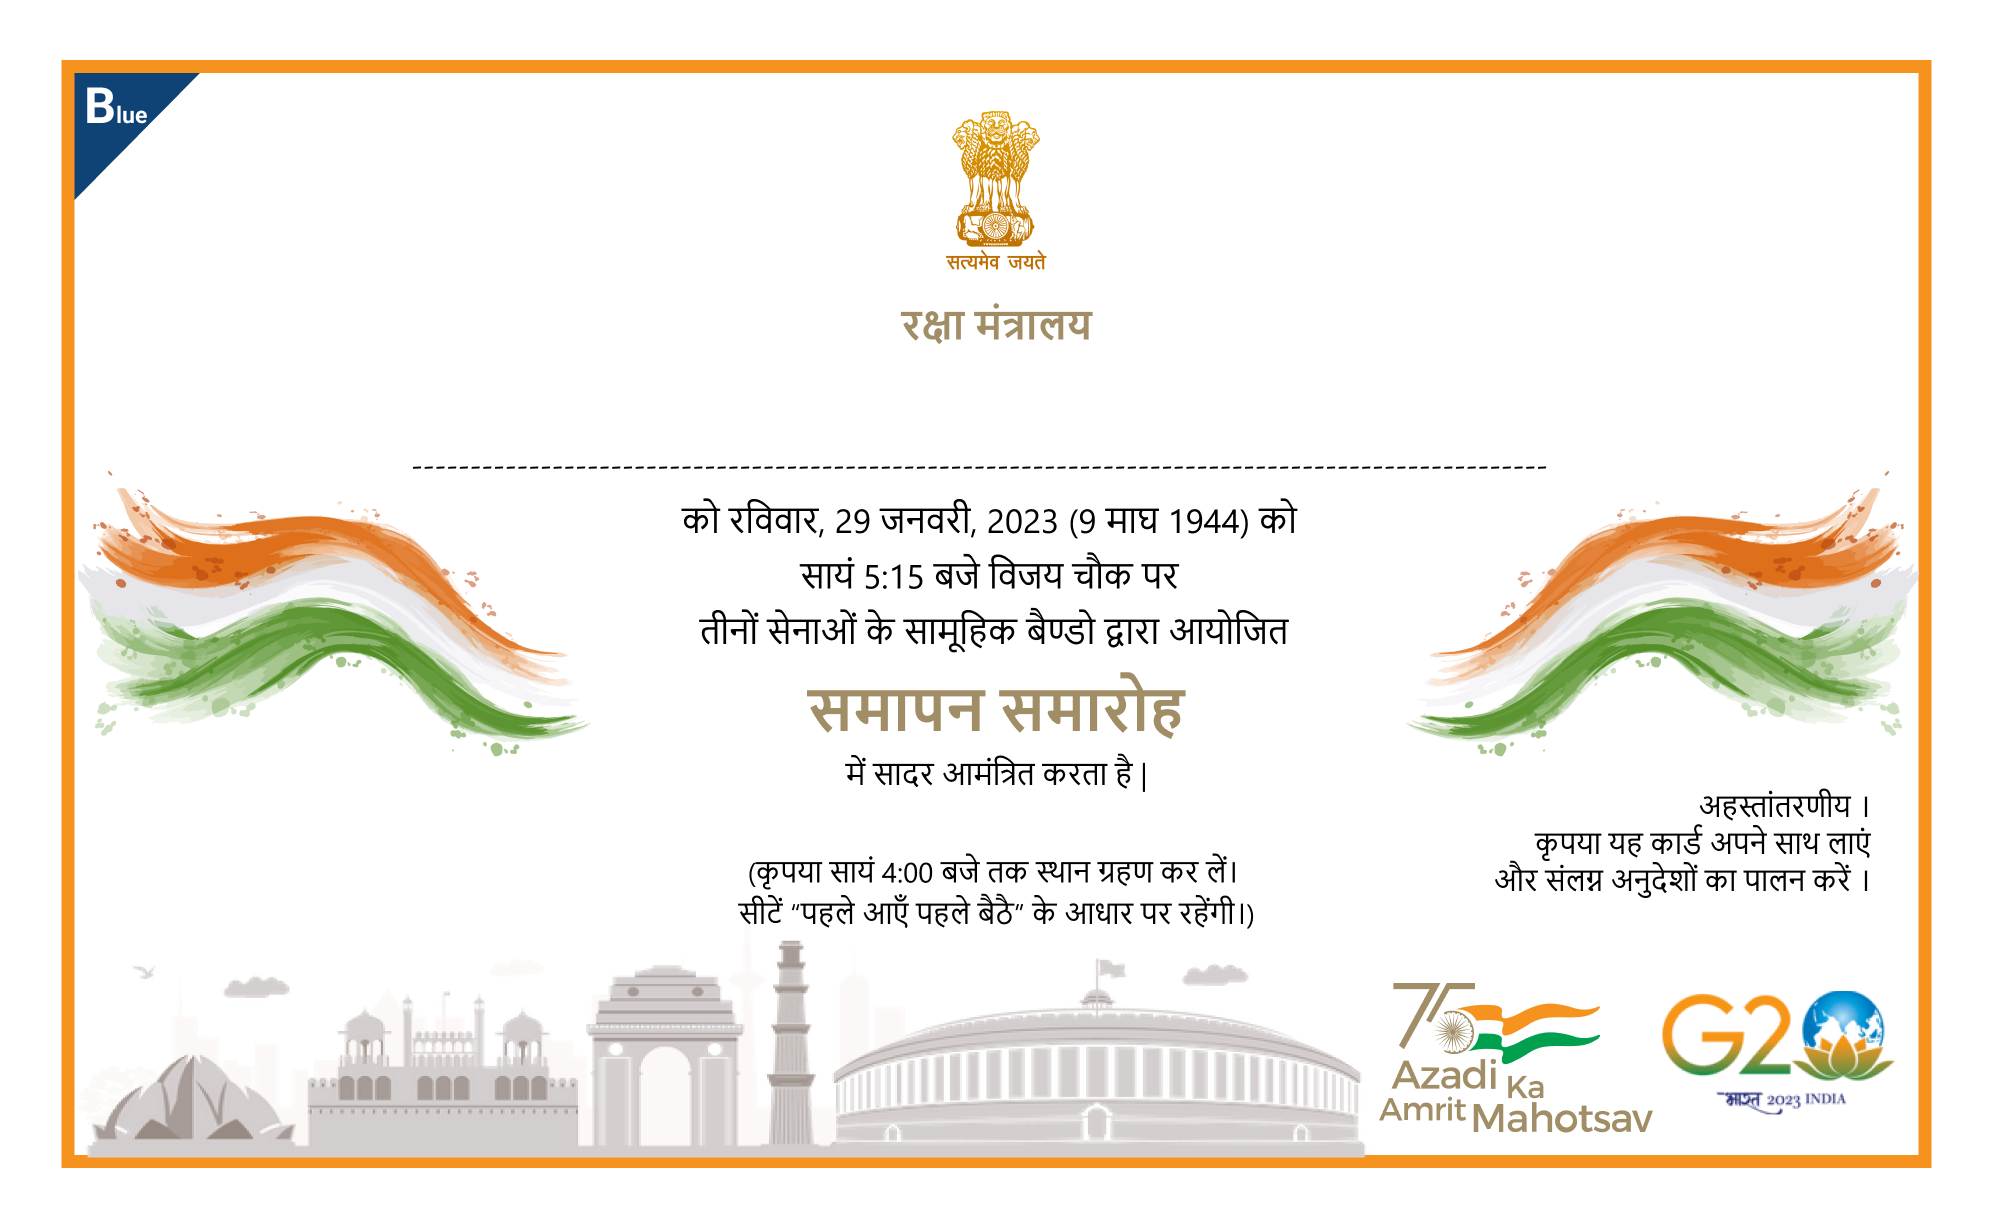 Blue
सत्यमेव जयते
रक्षा मंत्रालय
को रविवार, 29 जनवरी, 2023 (9 माघ 1944) को
सायं 5:15 बजे विजय चौक पर
तीनों सेनाओं के सामूहिक बैण्डो द्वारा आयोजित
समापन समारोह
में सादर आमंत्रित करता है|
अहस्तांतरणीय ।
कृपया यह कार्ड अपने साथ लाएं
और संलग्न अनुदेशों का पालन करें ।
(कृपया सायं 4:00 बजे तक स्थान ग्रहण कर लें।
सीटें “पहले आएँ पहले बैठै” के आधार पर रहेंगी।)
75
Azadi Ka
Amrit Mahotsav
G20
भारत 2023 INDIA